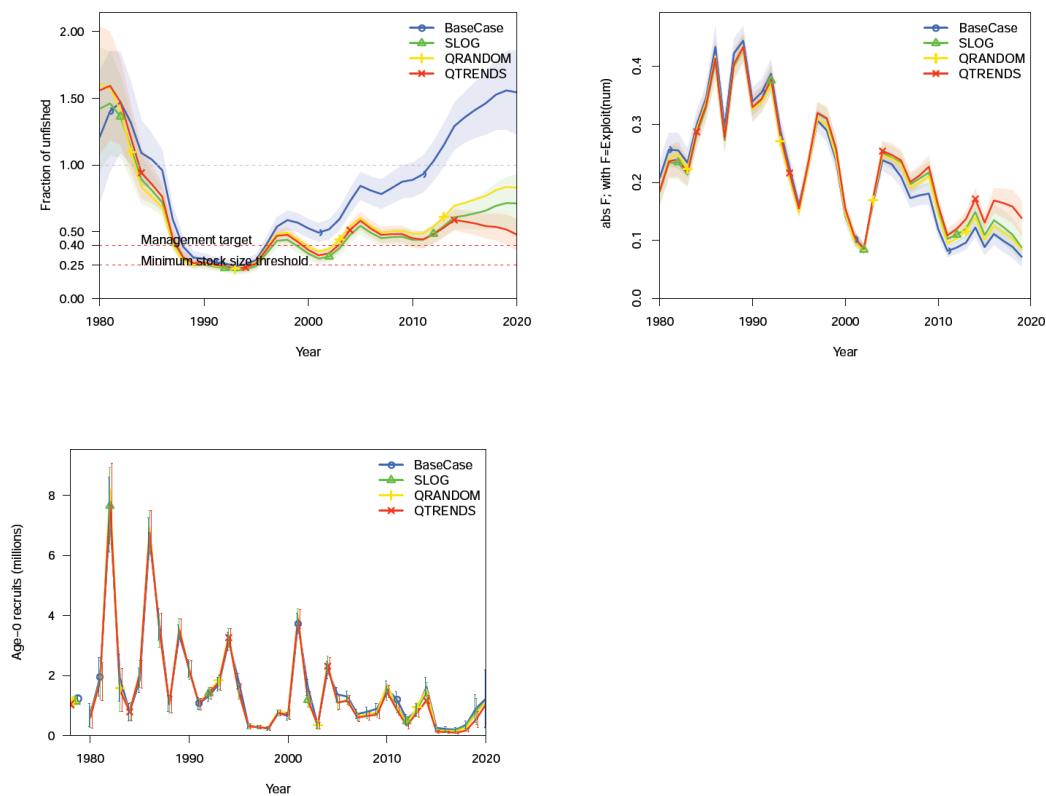 2.00
1.50
1.00
0.50
0.40
0.25
0.00
Fraction of unfished
BaseCase
SLOG
QRANDOM
QTRENDS
Management target
Minimum stock size threshold
1980 1990 2000 2010 2020
Year
0.4
0.3
0.2
0.1
0.0
abs F; with F=Exploit(num)
BaseCase
SLOG
QRANDOM
QTRENDS
1980 1990 2000 2010 2020
Year
8
6
4
2
0
Age−0 recruits (millions)
BaseCase
SLOG
QRANDOM
QTRENDS
1980 1990 2000 2010 2020
Year